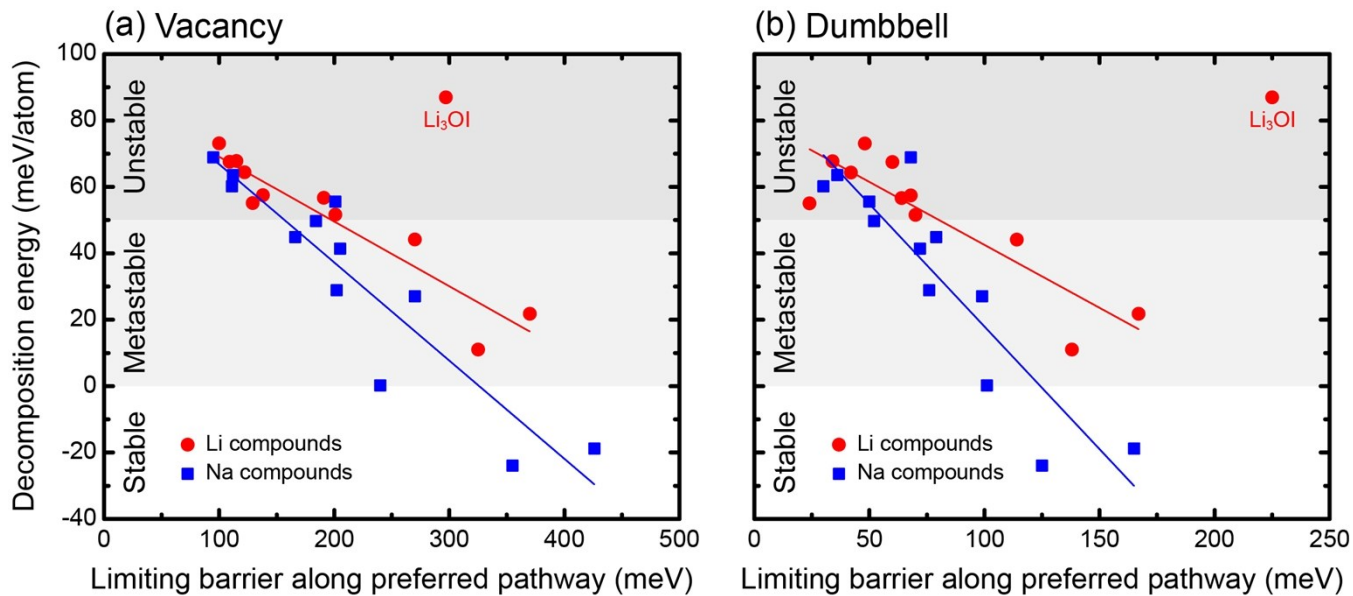 (a) Vacancy
Decomposition energy (meV/atom)
100
80
60
40
20
0
-20
-40
Unstable
Metastable
Stable
Li₃OI
Li compounds
Na compounds
0 100 200 300 400 500
Limiting barrier along preferred pathway (meV)
(b) Dumbbell
Unstable
Metastable
Stable
Li₃OI
Li compounds
Na compounds
0 50 100 150 200 250
Limiting barrier along preferred pathway (meV)